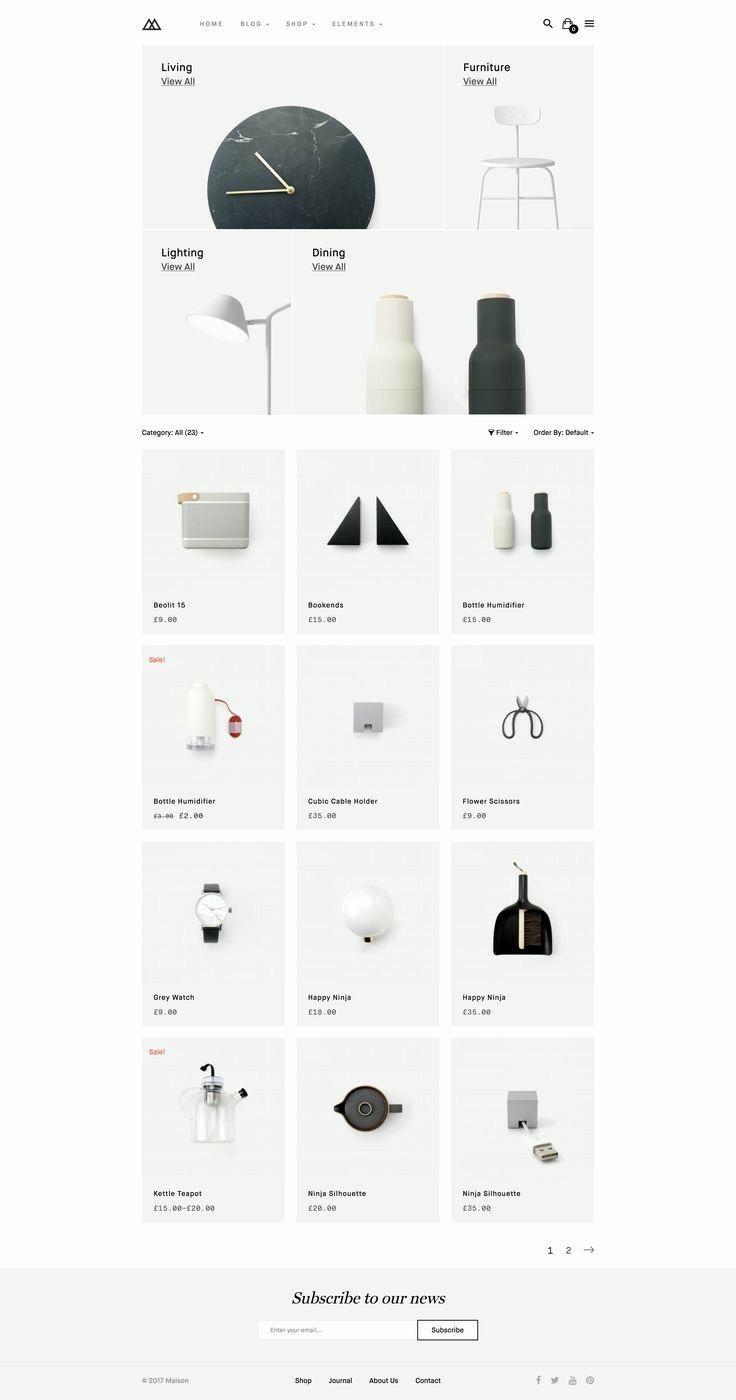 HOME BLOG SHOP ELEMENTS
0
Living
View All
Furniture
View All
Lighting
View All
Dining
View All
Category: All (23)
Filter
Order By: Default
Beolit 15
£9.00
Bookends
£15.00
Bottle Humidifier
£15.00
Sale!
Bottle Humidifier
£3.00 £2.00
Cubic Cable Holder
£35.00
Flower Scissors
£9.00
Grey Watch
£9.00
Happy Ninja
£18.00
Happy Ninja
£35.00
Sale!
Kettle Teapot
£15.00–£20.00
Ninja Silhouette
£20.00
Ninja Silhouette
£35.00
1 2
Subscribe to our news
Enter your email...
Subscribe
© 2017 Maison
Shop Journal About Us Contact